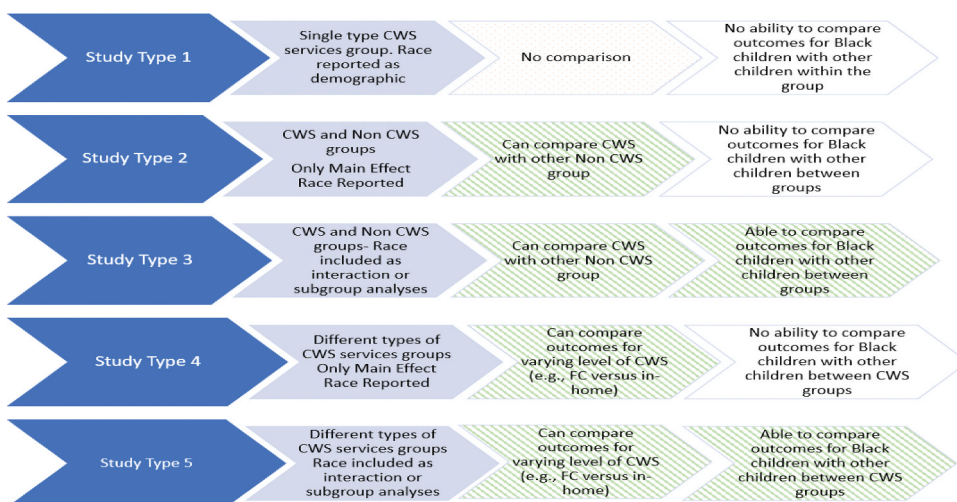 Study Type 1
Single type CWS
services group. Race
reported as
demographic
No comparison
No ability to compare
outcomes for Black
children with other
children within the
group
Study Type 2
CWS and Non CWS
groups
Only Main Effect
Race Reported
Can compare CWS
with other Non CWS
group
No ability to compare
outcomes for Black
children with other
children between
groups
Study Type 3
CWS and Non CWS
groups- Race
included as
interaction or
subgroup analyses
Can compare CWS
with other Non CWS
group
Able to compare
outcomes for Black
children with other
children between
groups
Study Type 4
Different types of
CWS services groups
Only Main Effect
Race Reported
Can compare
outcomes for
varying level of CWS
(e.g., FC versus in-
home)
No ability to compare
outcomes for Black
children with other
children between CWS
groups
Study Type 5
Different types of
CWS services groups
Race included as
interaction or
subgroup analyses
Can compare
outcomes for
varying level of CWS
(e.g., FC versus in-
home)
Able to compare
outcomes for Black
children with other
children between CWS
groups